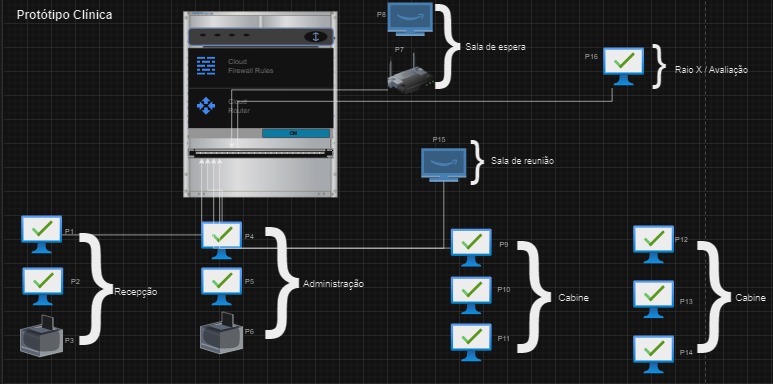 Protótipo Clínica
P8
Sala de espera
P7
P16
Raio X / Avaliação
Cloud
Firewall Rules
Cloud
Router
ON
P15
Sala de reunião
P1
P2
P3
Recepção
P4
P5
P6
Administração
P9
P10
P11
Cabine
P12
P13
P14
Cabine